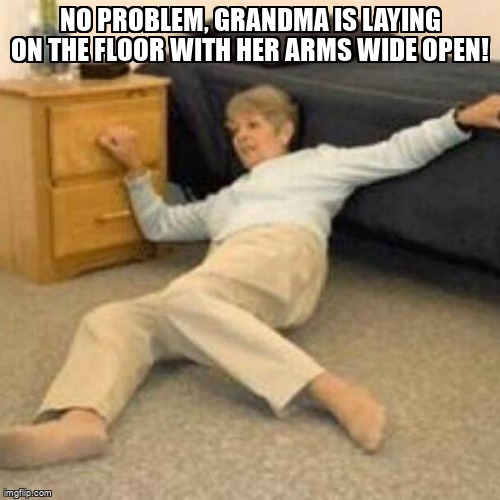 NO PROBLEM, GRANDMA IS LAYING
ON THE FLOOR WITH HER ARMS WIDE OPEN!
imgflip.com